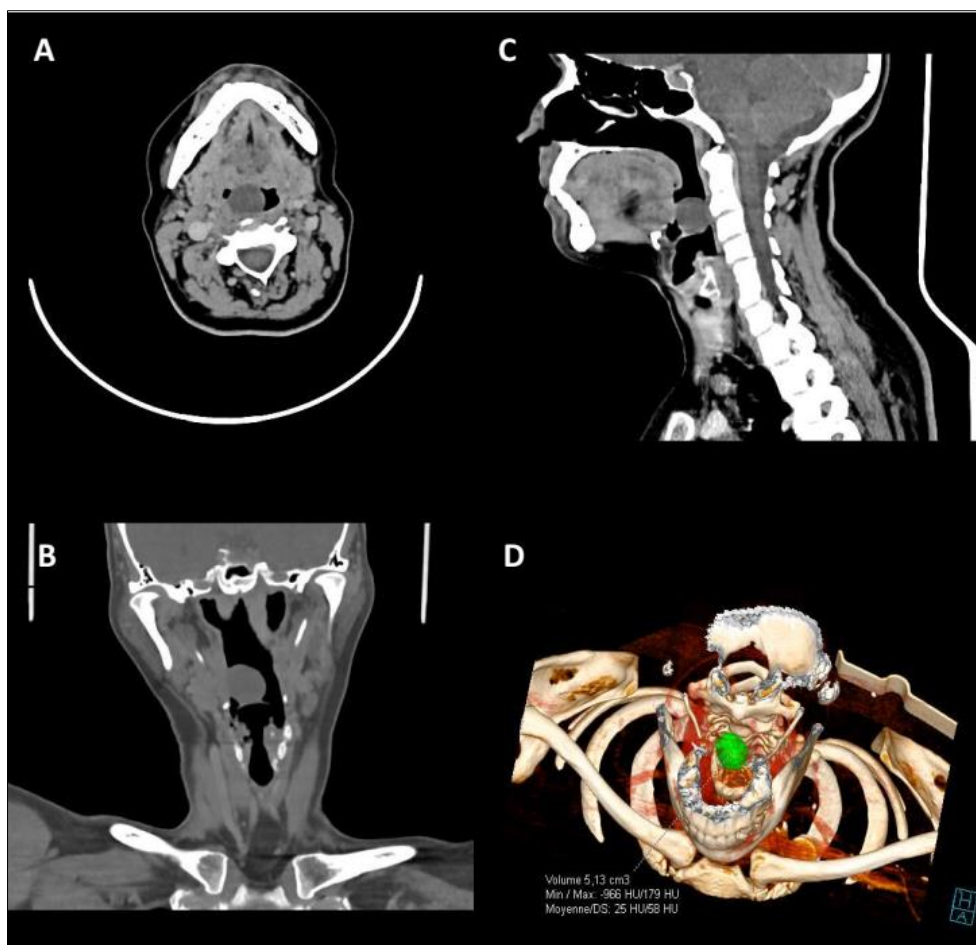 A
C
B
D
Volume 5,13 cm3
Min / Max: -966 HU/179 HU
Moyenne/DS: 25 HU/58 HU
H
A